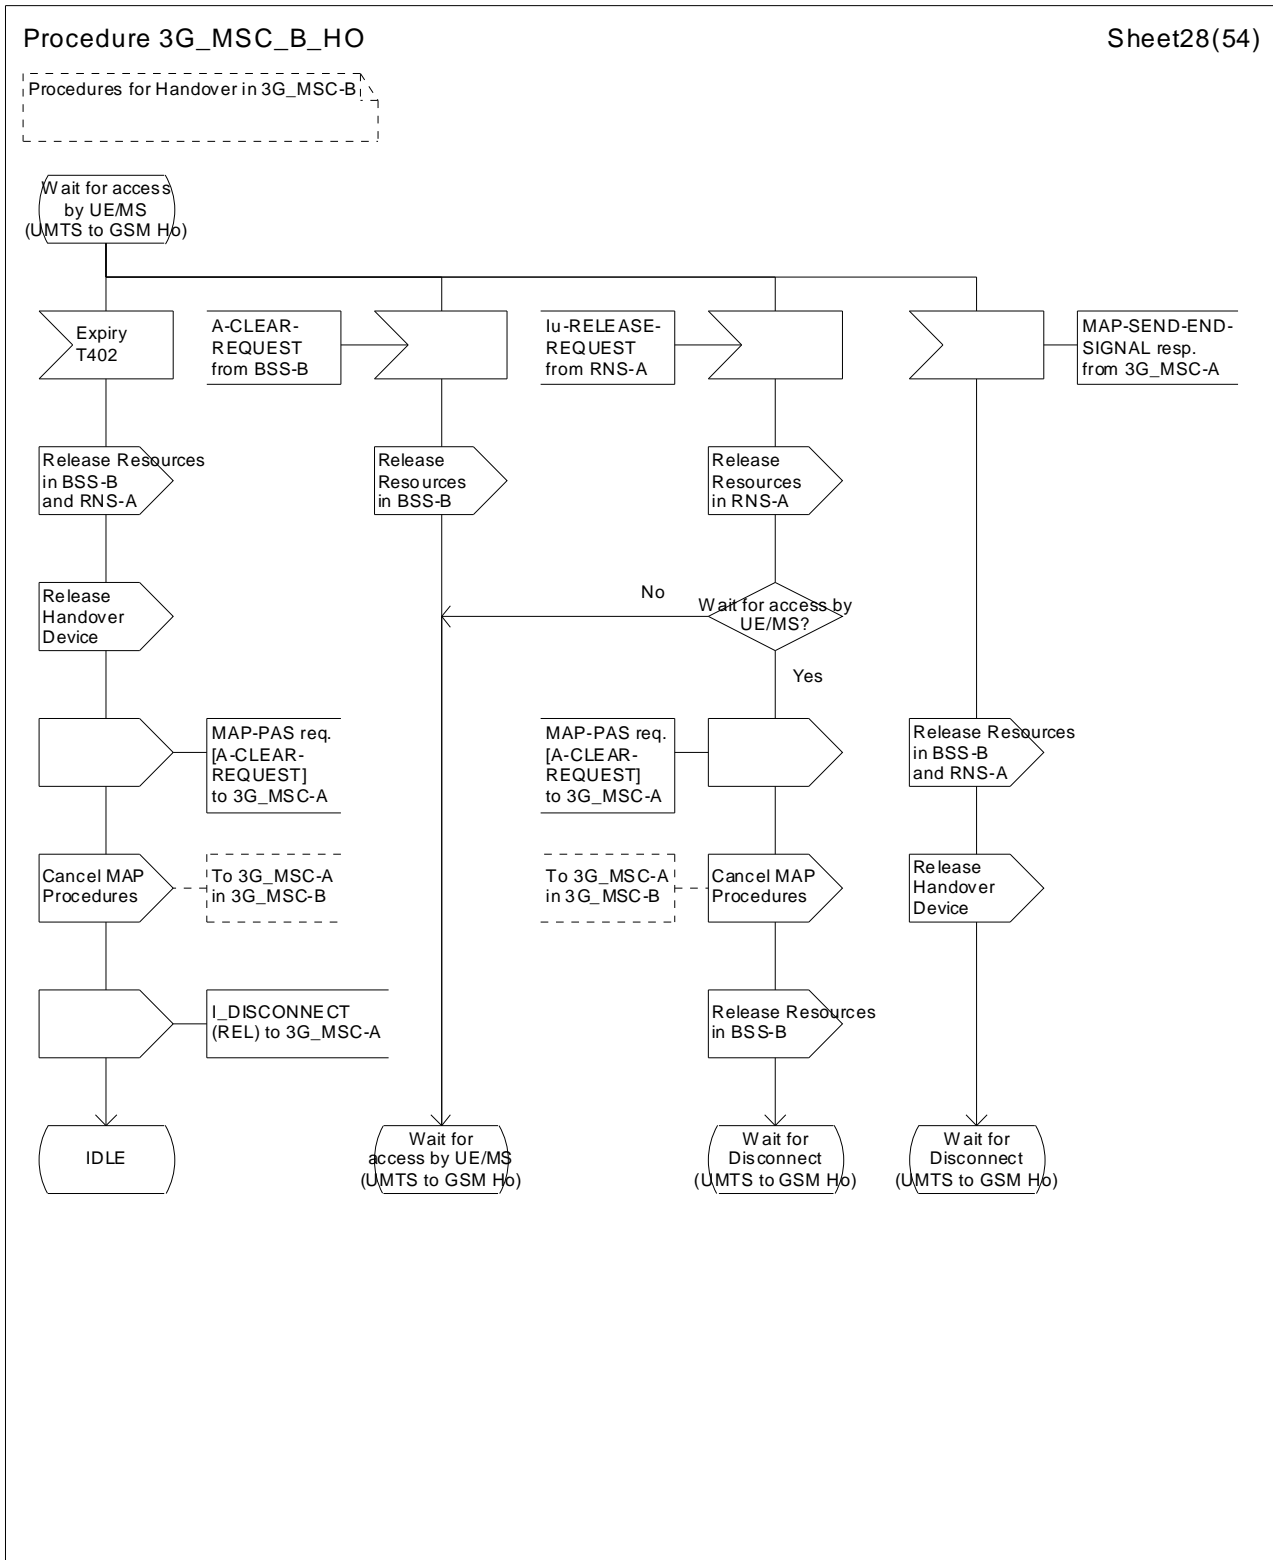 Procedure 3G_MSC_B_HO
Sheet28(54)
Procedures for Handover in 3G_MSC-B
Wait for access
by UE/MS
(UMTS to GSM Ho)
Expiry
T402
A-CLEAR-
REQUEST
from BSS-B
Iu-RELEASE-
REQUEST
from RNS-A
MAP-SEND-END-
SIGNAL resp.
from 3G_MSC-A
Release Resources
in BSS-B
and RNS-A
Release
Resources
in BSS-B
Release
Resources
in RNS-A
Release
Handover
Device
No
Wait for access by
UE/MS?
Yes
MAP-PAS req.
[A-CLEAR-
REQUEST]
to 3G_MSC-A
MAP-PAS req.
[A-CLEAR-
REQUEST]
to 3G_MSC-A
Release Resources
in BSS-B
and RNS-A
Cancel MAP
Procedures
To 3G_MSC-A
in 3G_MSC-B
To 3G_MSC-A
in 3G_MSC-B
Cancel MAP
Procedures
Release
Handover
Device
I_DISCONNECT
(REL) to 3G_MSC-A
Release Resources
in BSS-B
IDLE
Wait for
access by UE/MS
(UMTS to GSM Ho)
Wait for
Disconnect
(UMTS to GSM Ho)
Wait for
Disconnect
(UMTS to GSM Ho)